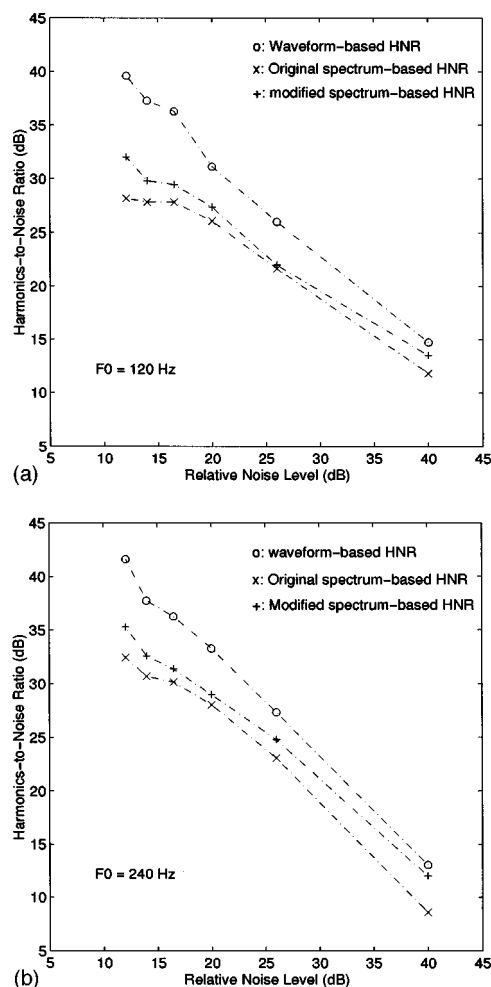 45
40
35
30
25
20
15
10
5
Harmonics-to-Noise Ratio (dB)
o: Waveform-based HNR
x: Original spectrum-based HNR
+: modified spectrum-based HNR
F0 = 120 Hz
5 10 15 20 25 30 35 40 45
(a)
Relative Noise Level (dB)
45
40
35
30
25
20
15
10
5
Harmonics-to-Noise Ratio (dB)
o: waveform-based HNR
x: Original spectrum-based HNR
+: Modified spectrum-based HNR
F0 = 240 Hz
5 10 15 20 25 30 35 40 45
(b)
Relative Noise Level (dB)